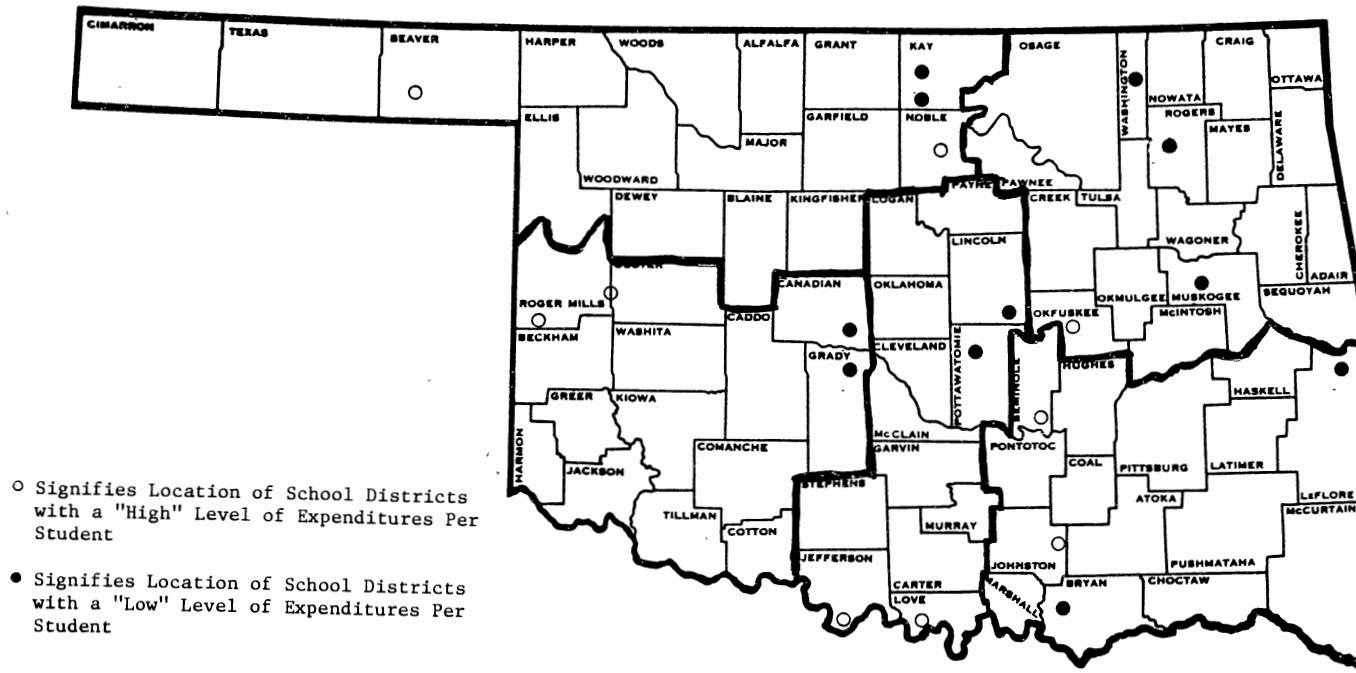 CIMARRON
TEXAS
BEAVER
HARPER
WOODS
ALFALFA
GRANT
KAY
OSAGE
WASHINGTON
CRAIG
OTTAWA
NOWATA
ELLIS
GARFIELD
NOBLE
ROGERS
MAYES
DELAWARE
MAJOR
WOODWARD
PAYNE
PAWNEE
DEWEY
BLAINE
KINGFISHER
LOGAN
CREEK
TULSA
LINCOLN
WAGONER
CHEROKEE
ADAIR
CANADIAN
OKLAHOMA
ROGER MILLS
OKMULGEE
MUSKOGEE
SEQUOYAH
CADDO
OKFUSKEE
McINTOSH
BECKHAM
WASHITA
GRADY
CLEVELAND
POTTAWATOMIE
SEMINOLE
HUGHES
HASKELL
GREER
KIOWA
HARMON
McCLAIN
COMANCHE
GARVIN
PONTOTOC
COAL
PITTSBURG
LATIMER
JACKSON
STEPHENS
ATOKA
LeFLORE
McCURTAIN
TILLMAN
COTTON
MURRAY
JEFFERSON
JOHNSTON
PUSHMATAHA
CARTER
MARSHALL
BRYAN
CHOCTAW
LOVE
Signifies Location of School Districts
with a "High" Level of Expenditures Per
Student
Signifies Location of School Districts
with a "Low" Level of Expenditures Per
Student